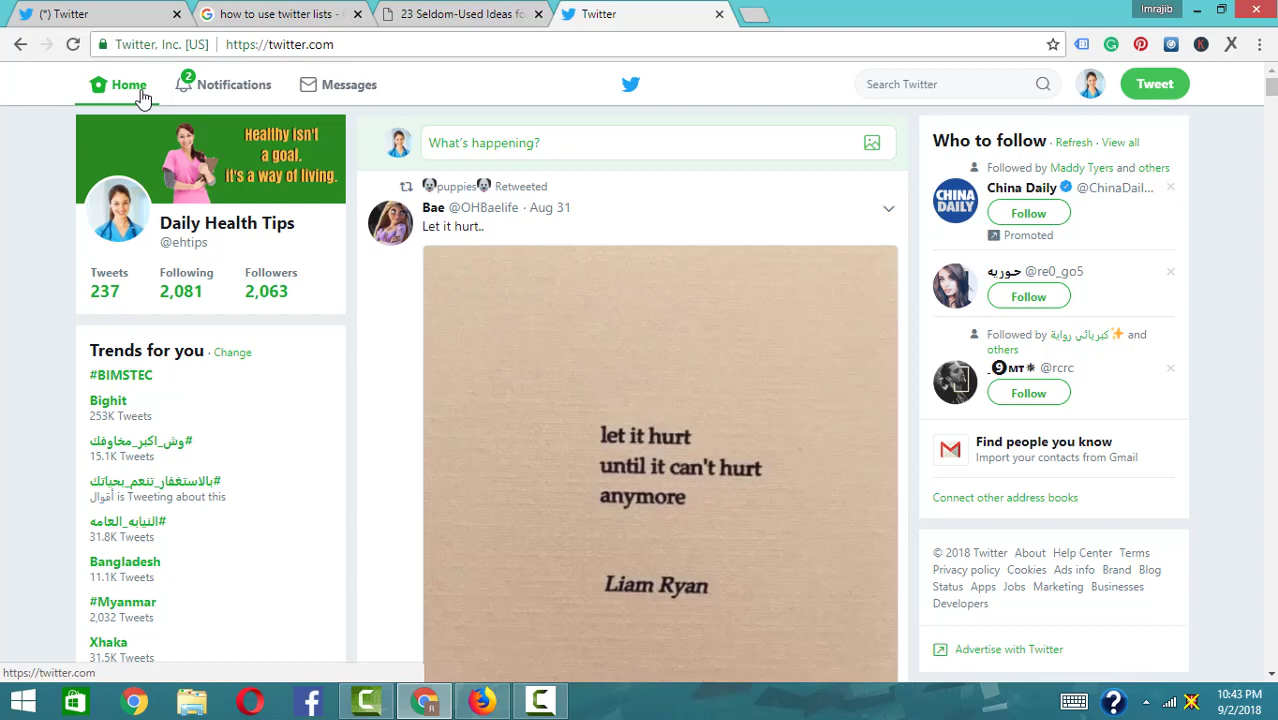 (*) Twitter
how to use twitter lists -
23 Seldom-Used Ideas fo
Twitter
Imrajib
Twitter, Inc. [US]
https://twitter.com
Home
2
Notifications
Messages
Search Twitter
Tweet
Healthy isn't
a goal.
it's a way of living.
Daily Health Tips
@ehtips
Tweets Following Followers
237 2,081 2,063
Trends for you · Change
#BIMSTEC
Bighit
253K Tweets
#وش_اكبر_مخاوفك
15.1K Tweets
#بالاستغفار_تنعم_بحياتك
أقوال is Tweeting about this
#النيابه_العامه
31.8K Tweets
Bangladesh
11.1K Tweets
#Myanmar
2,032 Tweets
Xhaka
31.5K Tweets
https://twitter.com
What's happening?
puppies Retweeted
Bae @OHBaelife · Aug 31
Let it hurt..
let it hurt
until it can't hurt
anymore
Liam Ryan
Who to follow · Refresh · View all
Followed by Maddy Tyers and others
CHINA
DAILY
China Daily @ChinaDail...
Follow
Promoted
حوريه @re0_go5
Follow
Followed by كبريائي رواية✨ and
others
@rcrc
Follow
Find people you know
Import your contacts from Gmail
Connect other address books
© 2018 Twitter About Help Center Terms
Privacy policy Cookies Ads info Brand Blog
Status Apps Jobs Marketing Businesses
Developers
Advertise with Twitter
10:43 PM
9/2/2018